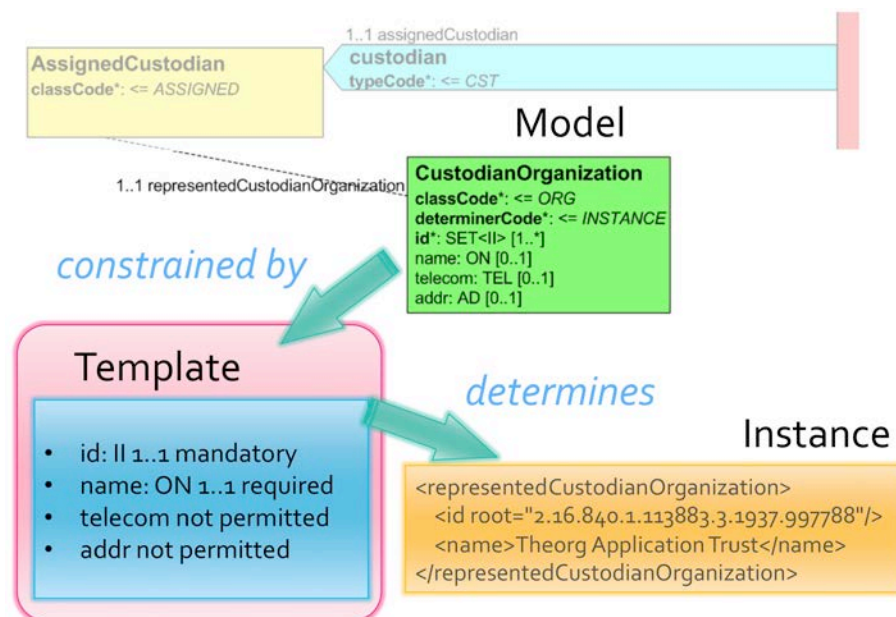 1..1 assignedCustodian
AssignedCustodian
classCode*: <= ASSIGNED
custodian
typeCode*: <= CST
Model
1..1 representedCustodianOrganization
CustodianOrganization
classCode*: <= ORG
determinerCode*: <= INSTANCE
id*: SET<II> [1..*]
name: ON [0..1]
telecom: TEL [0..1]
addr: AD [0..1]
constrained by
Template
• id: II 1..1 mandatory
• name: ON 1..1 required
• telecom not permitted
• addr not permitted
determines
Instance
<representedCustodianOrganization>
<id root="2.16.840.1.113883.3.1937.997788"/>
<name>Theorg Application Trust</name>
</representedCustodianOrganization>